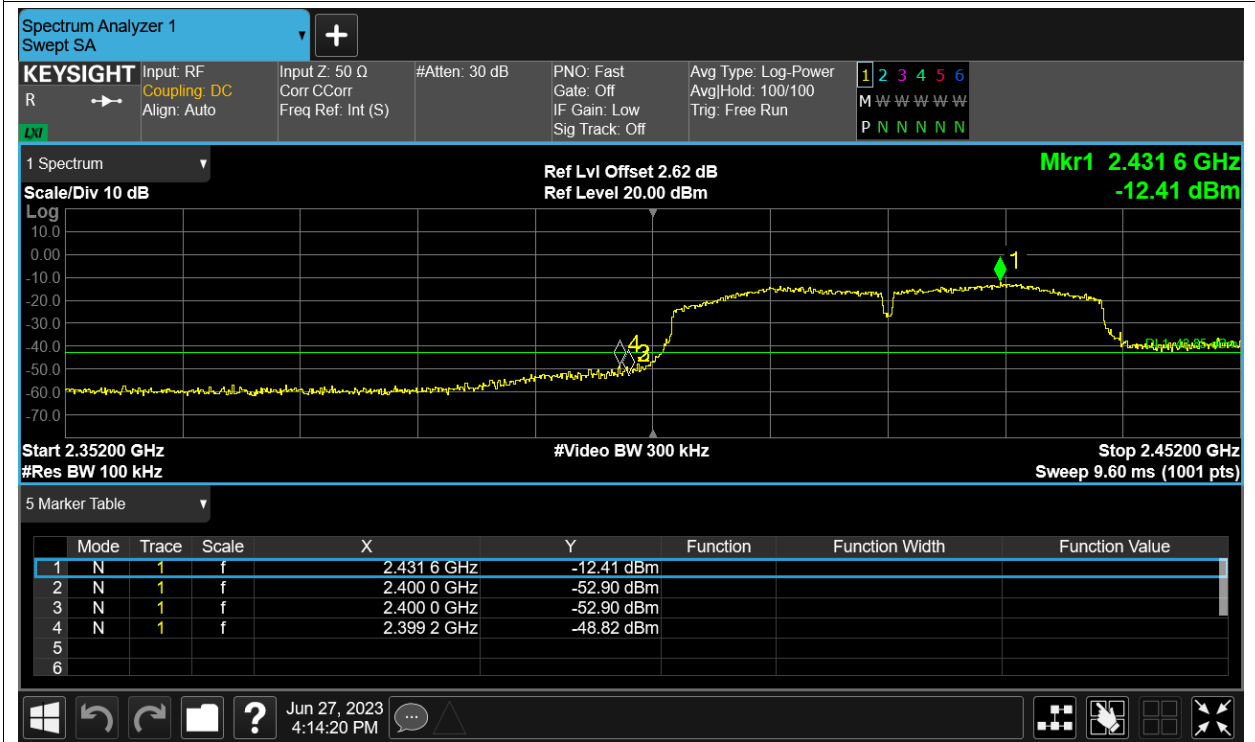 Spectrum Analyzer 1
Swept SA
KEYSIGHT
R
LXI
Input: RF
Coupling: DC
Align: Auto
Input Z: 50 Ω
Corr CCorr
Freq Ref: Int (S)
#Atten: 30 dB
PNO: Fast
Gate: Off
IF Gain: Low
Sig Track: Off
Avg Type: Log-Power
Avg|Hold: 100/100
Trig: Free Run
1 2 3 4 5 6
M W W W W W
P N N N N N
1 Spectrum
Scale/Div 10 dB
Ref Lvl Offset 2.62 dB
Ref Level 20.00 dBm
Mkr1 2.431 6 GHz
-12.41 dBm
Log
10.0
0.00
-10.0
-20.0
-30.0
-40.0
-50.0
-60.0
-70.0
1
4
Start 2.35200 GHz
#Video BW 300 kHz
Stop 2.45200 GHz
#Res BW 100 kHz
Sweep 9.60 ms (1001 pts)
5 Marker Table
Mode Trace Scale X Y Function Function Width Function Value
1 N 1 f 2.431 6 GHz -12.41 dBm
2 N 1 f 2.400 0 GHz -52.90 dBm
3 N 1 f 2.400 0 GHz -52.90 dBm
4 N 1 f 2.399 2 GHz -48.82 dBm
5
6
?
Jun 27, 2023
4:14:20 PM